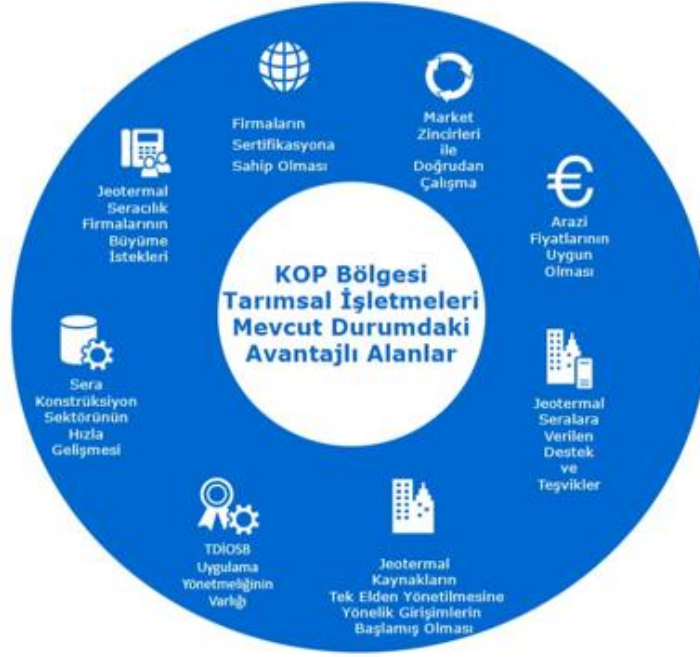 Firmaların
Sertifikasyona
Sahip Olması
Market
Zincirleri
ile
Doğrudan
Çalışma
Arazi
Fiyatlarının
Uygun
Olması
Jeotermal
Seralara
Verilen
Destek
ve
Teşvikler
Jeotermal
Kaynakların
Tek Elden Yönetilmesine
Yönelik Girişimlerin
Başlamış Olması
TDİOSB
Uygulama
Yönetmeliğinin
Varlığı
Sera
Konstrüksiyon
Sektörünün
Hızla
Gelişmesi
Jeotermal
Seracılık
Firmalarının
Büyüme
İstekleri
KOP Bölgesi
Tarımsal İşletmeleri
Mevcut Durumdaki
Avantajlı Alanlar